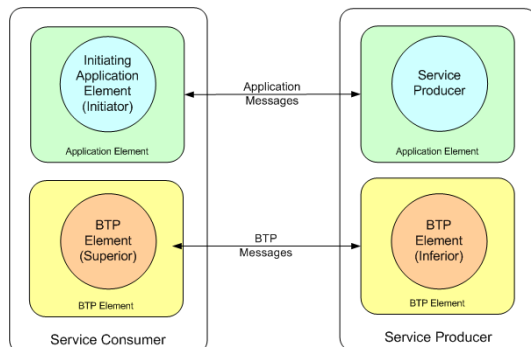 Initiating
Application
Element
(Initiator)
Application Element
Application
Messages
Service
Producer
Application Element
BTP
Element
(Superior)
BTP Element
BTP
Messages
BTP
Element
(Inferior)
BTP Element
Service Consumer
Service Producer